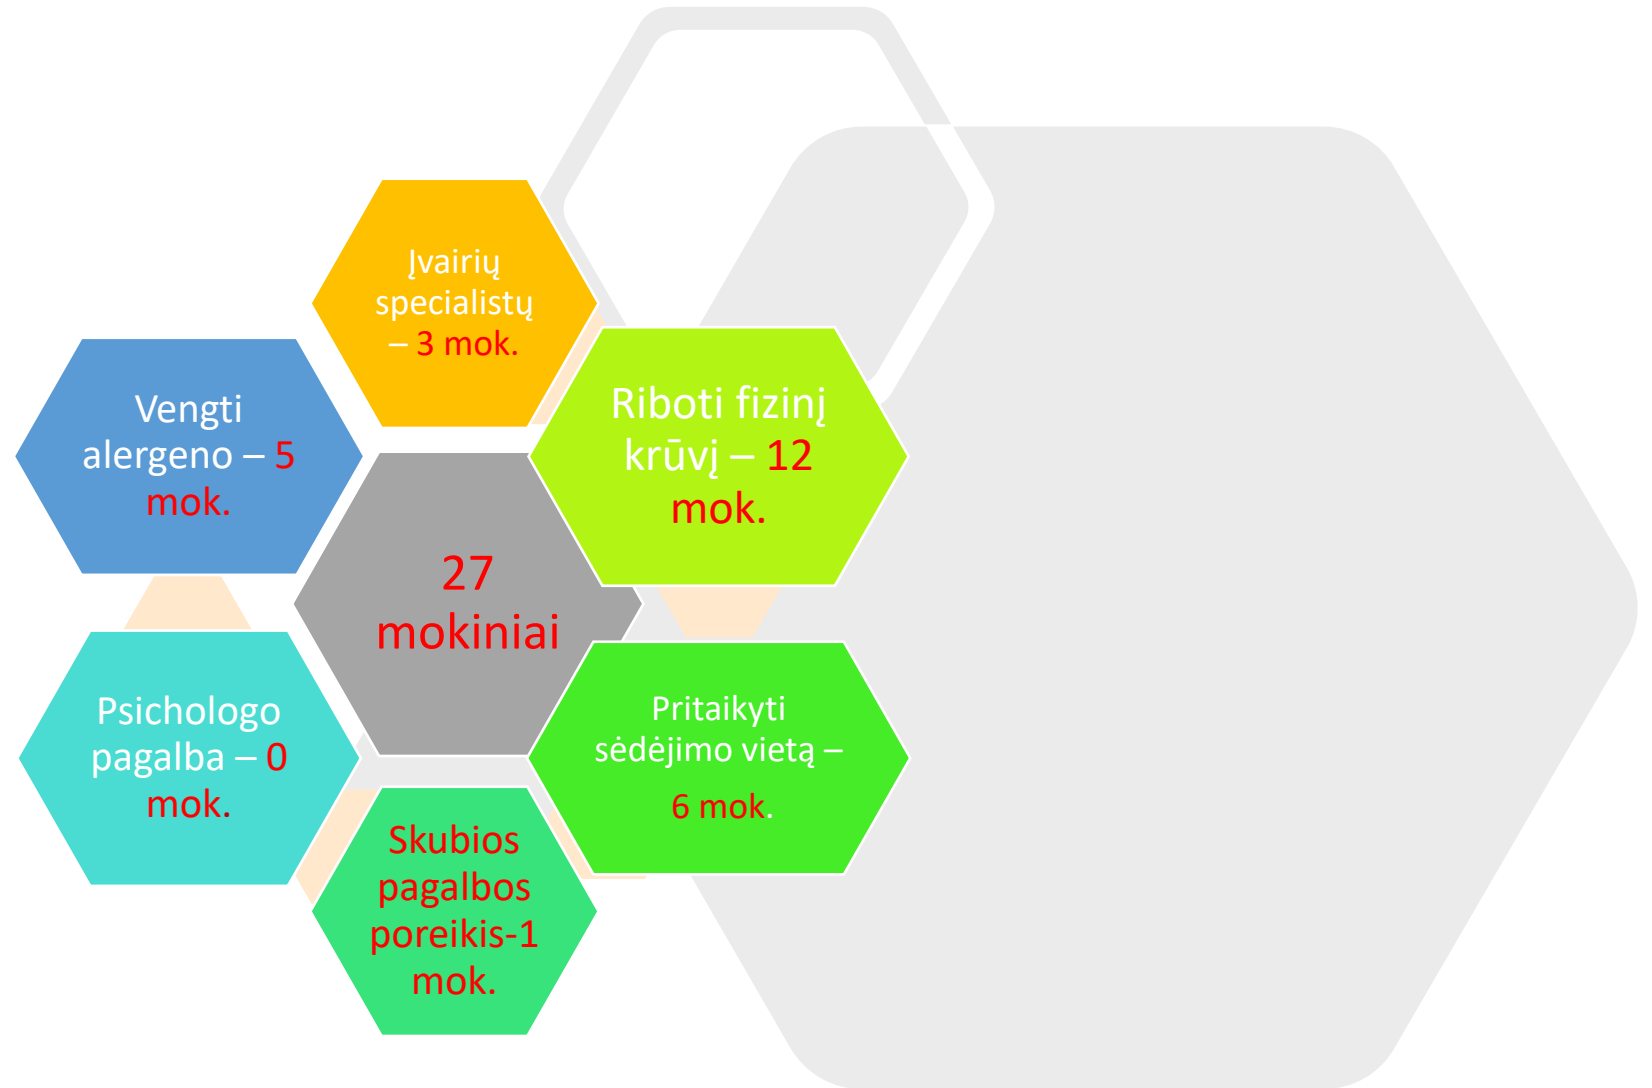 Įvairių
specialistų
– 3 mok.
Vengti
alergeno – 5
mok.
Riboti fizinį
krūvį – 12
mok.
27
mokiniai
Psichologo
pagalba – 0
mok.
Pritaikyti
sėdėjimo vietą –
6 mok.
Skubios
pagalbos
poreikis-1
mok.